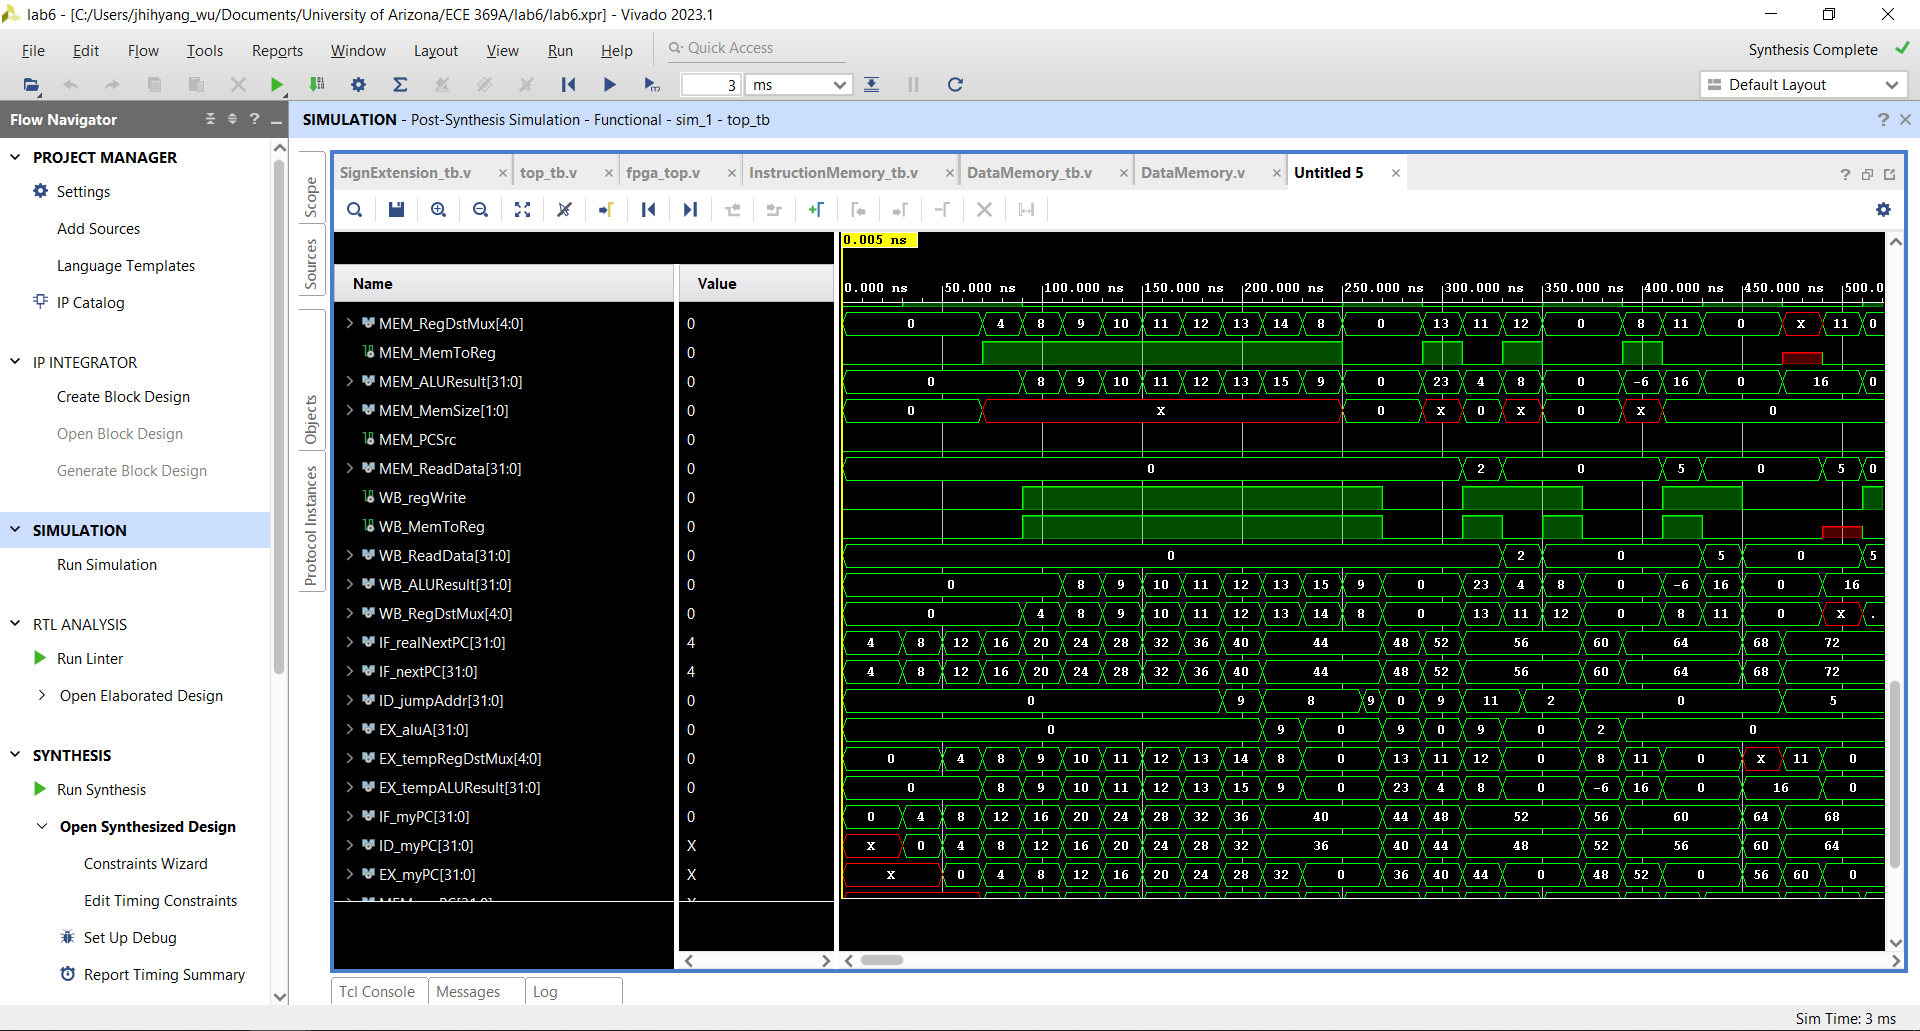 lab6 - [C:/Users/jhihyang_wu/Documents/University of Arizona/ECE 369A/lab6/lab6.xpr] - Vivado 2023.1
File Edit Flow Tools Reports Window Layout View Run Help Quick Access Synthesis Complete
3 ms Default Layout
Flow Navigator
SIMULATION - Post-Synthesis Simulation - Functional - sim_1 - top_tb
PROJECT MANAGER
Settings
Add Sources
Language Templates
IP Catalog
IP INTEGRATOR
Create Block Design
Open Block Design
Generate Block Design
SIMULATION
Run Simulation
RTL ANALYSIS
Run Linter
Open Elaborated Design
SYNTHESIS
Run Synthesis
Open Synthesized Design
Constraints Wizard
Edit Timing Constraints
Set Up Debug
Report Timing Summary
Scope
Sources
Objects
Protocol Instances
SignExtension_tb.v top_tb.v fpga_top.v InstructionMemory_tb.v DataMemory_tb.v DataMemory.v Untitled 5
0.005 ns
Name Value
0.000 ns 50.000 ns 100.000 ns 150.000 ns 200.000 ns 250.000 ns 300.000 ns 350.000 ns 400.000 ns 450.000 ns 500.0
MEM_RegDstMux[4:0] 0 0 4 8 9 10 11 12 13 14 8 0 13 11 12 0 8 11 0 X 11 0
MEM_MemToReg 0
MEM_ALUResult[31:0] 0 0 8 9 10 11 12 13 15 9 0 23 4 8 0 -6 16 0 16 0
MEM_MemSize[1:0] 0 0 X 0 X 0 X 0 X 0
MEM_PCSrc 0
MEM_ReadData[31:0] 0 0 2 0 5 0 5 0
WB_regWrite 0
WB_MemToReg 0
WB_ReadData[31:0] 0 0 2 0 5 0 5
WB_ALUResult[31:0] 0 0 8 9 10 11 12 13 15 9 0 23 4 8 0 -6 16 0 16
WB_RegDstMux[4:0] 0 0 4 8 9 10 11 12 13 14 8 0 13 11 12 0 8 11 0 X .
IF_realNextPC[31:0] 4 4 8 12 16 20 24 28 32 36 40 44 48 52 56 60 64 68 72
IF_nextPC[31:0] 4 4 8 12 16 20 24 28 32 36 40 44 48 52 56 60 64 68 72
ID_jumpAddr[31:0] 0 0 9 8 9 0 9 11 2 0 5
EX_aluA[31:0] 0 0 9 0 9 0 9 0 2 0
EX_tempRegDstMux[4:0] 0 0 4 8 9 10 11 12 13 14 8 0 13 11 12 0 8 11 0 X 11 0
EX_tempALUResult[31:0] 0 0 8 9 10 11 12 13 15 9 0 23 4 8 0 -6 16 0 16 0
IF_myPC[31:0] 0 0 4 8 12 16 20 24 28 32 36 40 44 48 52 56 60 64 68
ID_myPC[31:0] X X 0 4 8 12 16 20 24 28 32 36 40 44 48 52 56 60 64
EX_myPC[31:0] X X 0 4 8 12 16 20 24 28 32 0 36 40 44 0 48 52 0 56 60 0
Tcl Console Messages Log
Sim Time: 3 ms